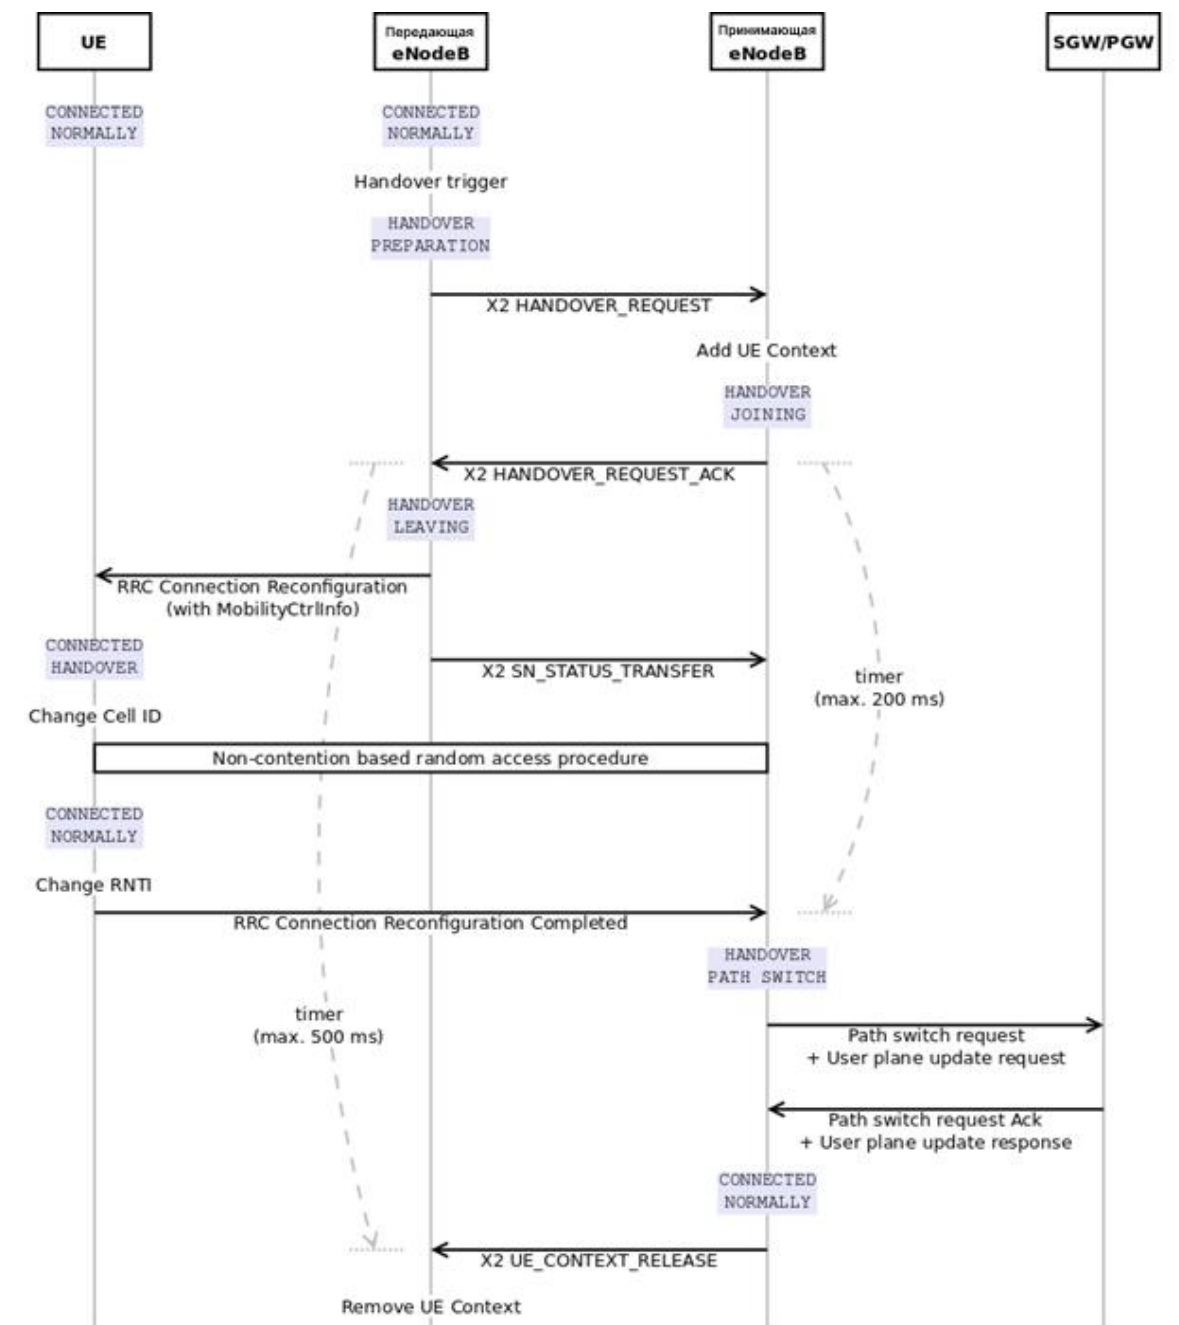 UE
Передающая
eNodeB
Принимающая
eNodeB
SGW/PGW
CONNECTED
NORMALLY
CONNECTED
NORMALLY
Handover trigger
HANDOVER
PREPARATION
X2 HANDOVER_REQUEST
Add UE Context
HANDOVER
JOINING
X2 HANDOVER_REQUEST_ACK
HANDOVER
LEAVING
RRC Connection Reconfiguration
(with MobilityCtrlInfo)
CONNECTED
HANDOVER
X2 SN_STATUS_TRANSFER
timer
(max. 200 ms)
Change Cell ID
Non-contention based random access procedure
CONNECTED
NORMALLY
Change RNTI
RRC Connection Reconfiguration Completed
HANDOVER
PATH SWITCH
timer
(max. 500 ms)
Path switch request
+ User plane update request
Path switch request Ack
+ User plane update response
CONNECTED
NORMALLY
X2 UE_CONTEXT_RELEASE
Remove UE Context